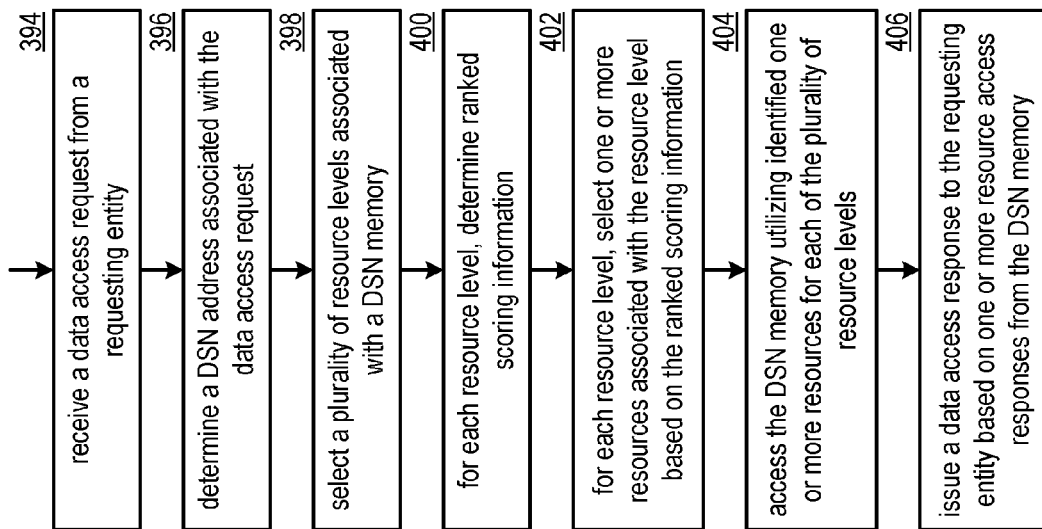 394
receive a data access request from a
requesting entity
396
determine a DSN address associated with the
data access request
398
select a plurality of resource levels associated
with a DSN memory
400
for each resource level, determine ranked
scoring information
402
for each resource level, select one or more
resources associated with the resource level
based on the ranked scoring information
404
access the DSN memory utilizing identified one
or more resources for each of the plurality of
resource levels
406
issue a data access response to the requesting
entity based on one or more resource access
responses from the DSN memory